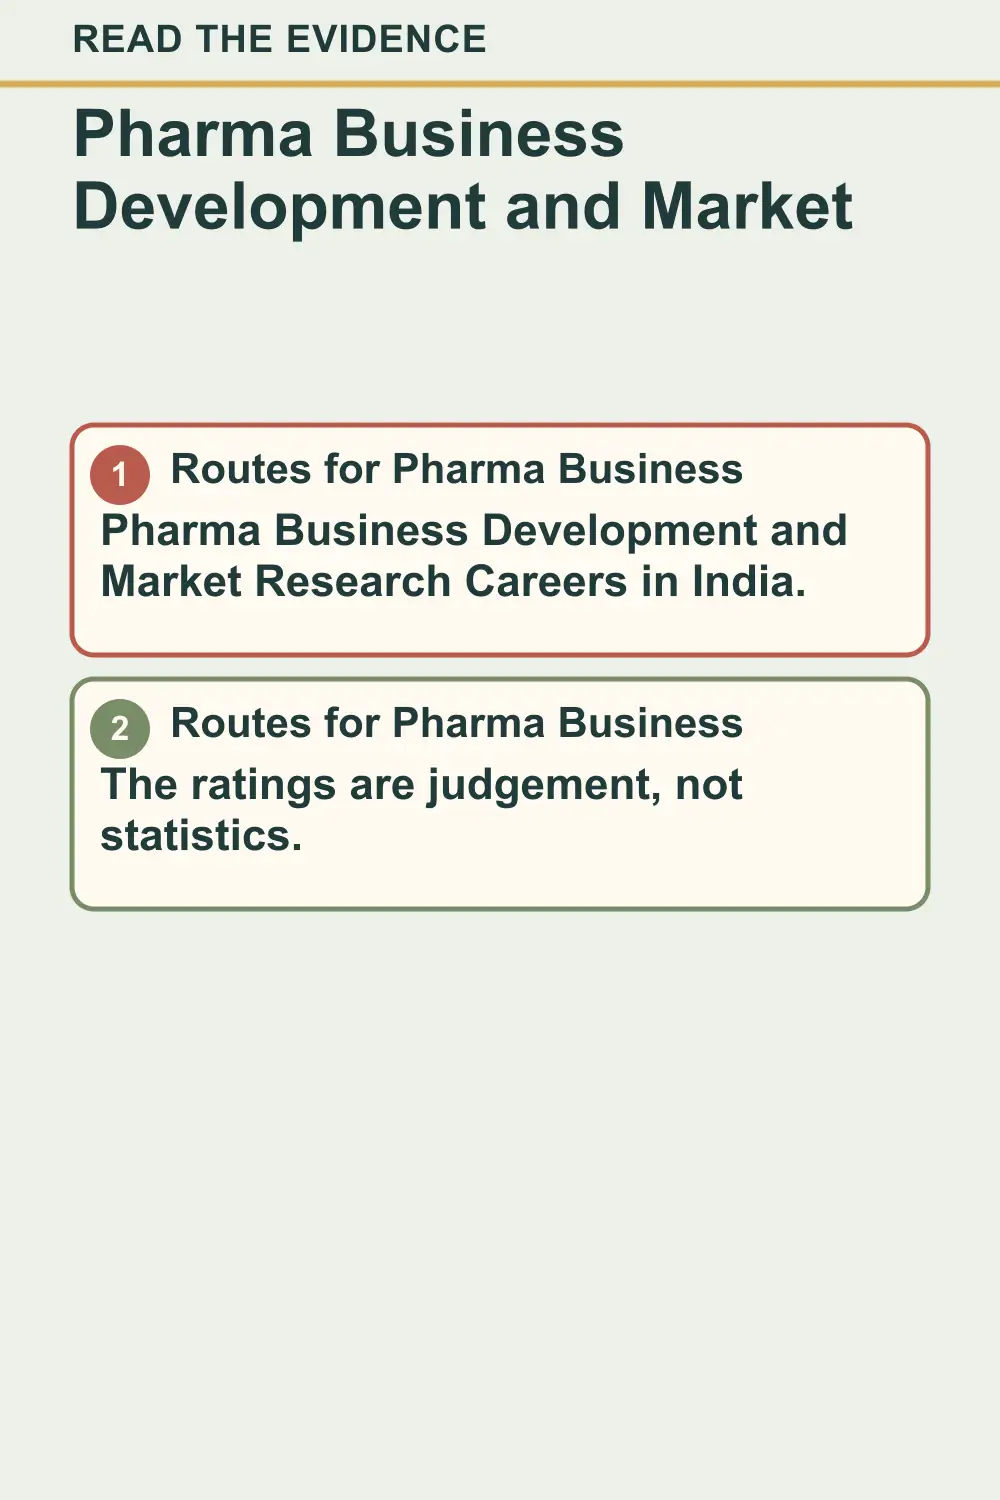 READ THE EVIDENCE
Pharma Business
Development and Market
1 Routes for Pharma Business
Pharma Business Development and
Market Research Careers in India.
2 Routes for Pharma Business
The ratings are judgement, not
statistics.